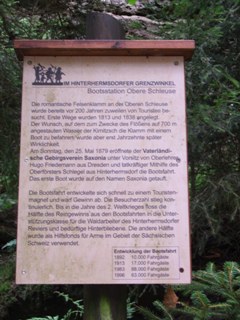 IM HINTERHERMSDORFER GRENZWINKEL
Bootsstation Obere Schleuse
Die romantische Felsenklamm an der Oberen Schleuse
wurde bereits vor 200 Jahren zuweilen von Touristen be-
sucht. Erste Wege wurden 1813 und 1836 angelegt.
Der Wunsch, auf dem zum Zwecke des Flößens auf 700 m
angestauten Wasser der Kirnitzsch die Klamm mit einem
Boot zu befahren, wurde aber erst Jahrzehnte später
Wirklichkeit.
Am Sonntag, den 25. Mai 1879 eröffnete der Vaterländi-
sche Gebirgsverein Saxonia unter Vorsitz von Oberlehrer
Hugo Friedemann aus Dresden und tatkräftiger Mithilfe des
Oberförsters Schlegel aus Hinterhermsdorf die Bootsfahrt.
Das erste Boot wurde auf den Namen Saxonia getauft.
Die Bootsfahrt entwickelte sich schnell zu einem Touristen-
magnet und warf Gewinn ab. Die Besucherzahl stieg kon-
tinuierlich. Bis in die Jahre des 2. Weltkrieges floss die
Hälfte des Reingewinns aus den Bootsfahrten in die Unter-
stützungskasse für die Waldarbeiter des Hinterhermsdorfer
Reviers und bedürftige Hinterbliebene. Die andere Hälfte
wurde als Hilfsfonds für Arme im Gebiet der Sächsischen
Schweiz verwendet.
Entwicklung der Bootsfahrt
10.000 Fahrgäste
1913 17.000 Fahrgäste
1963 86.000 Fahrgäste
1998 63.000 Fahrgäste